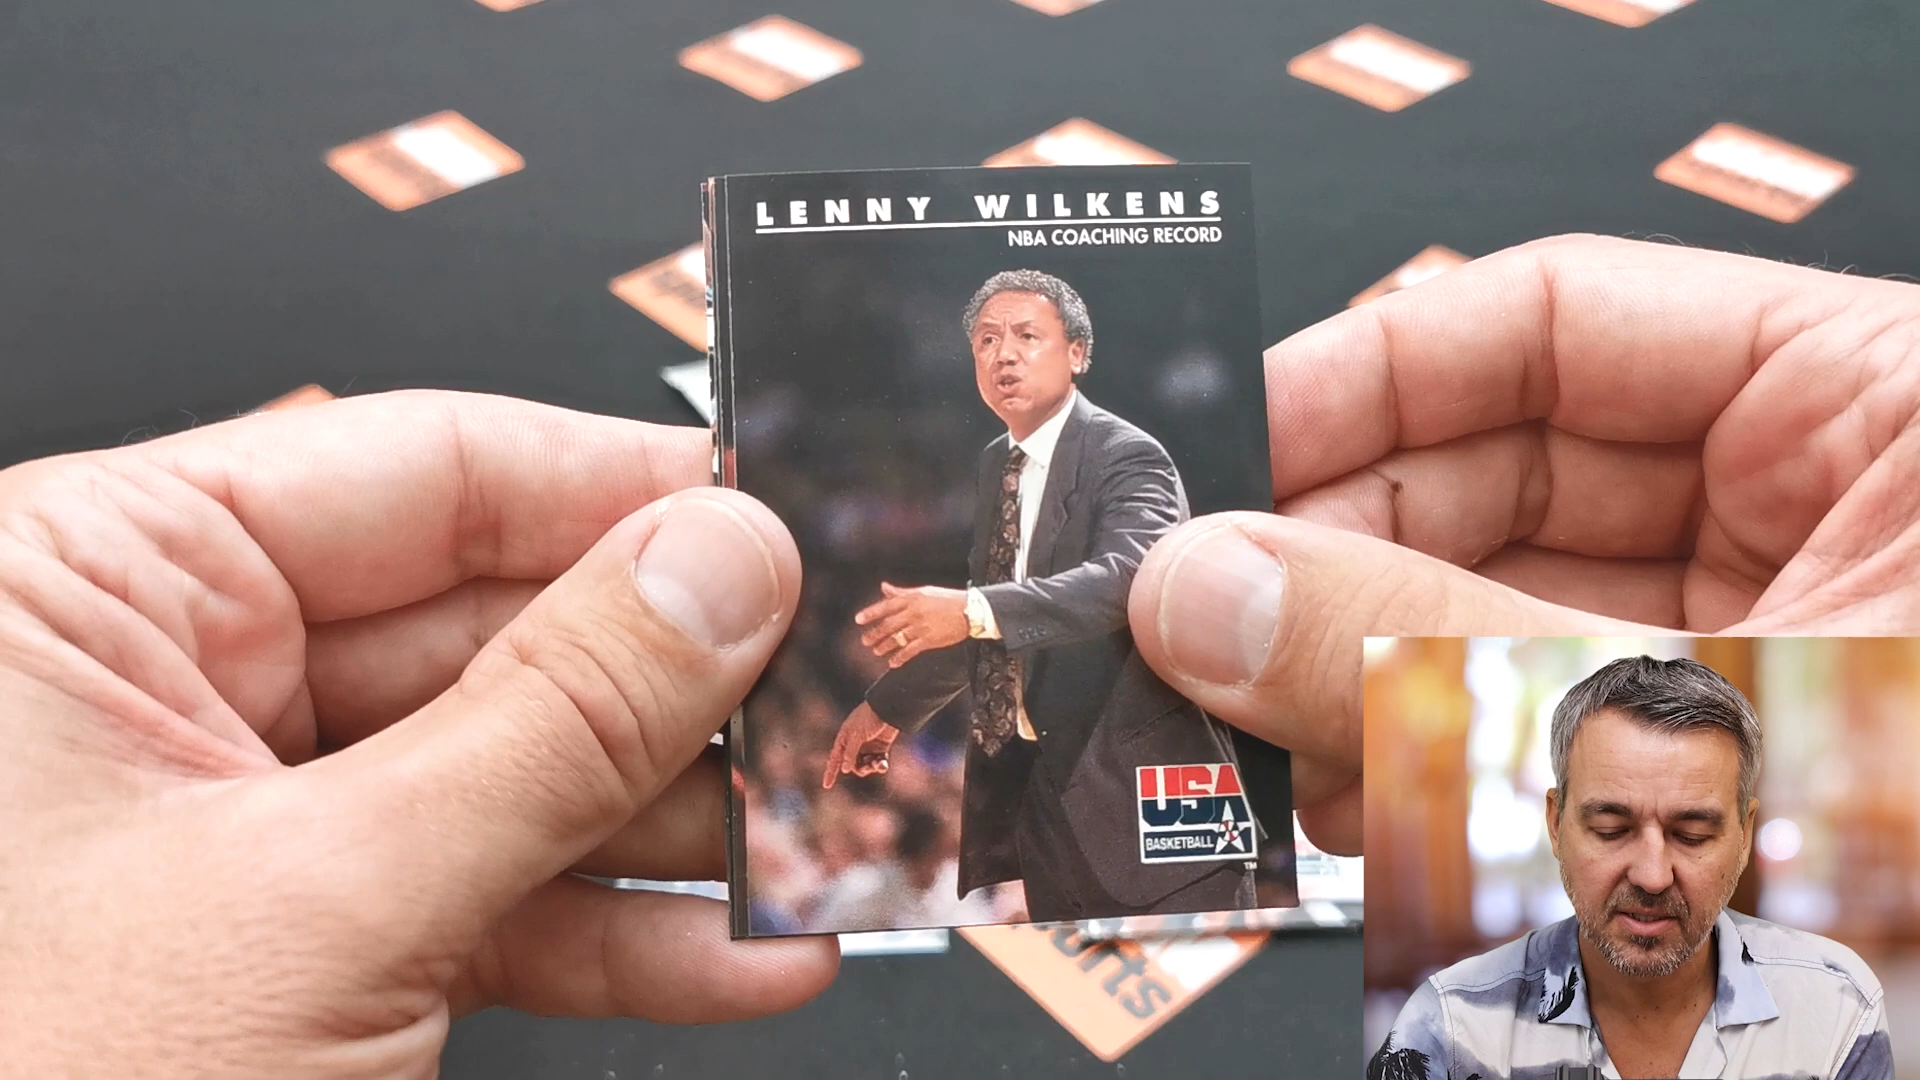 LENNY WILKENS
NBA COACHING RECORD
USA
BASKETBALL
TM